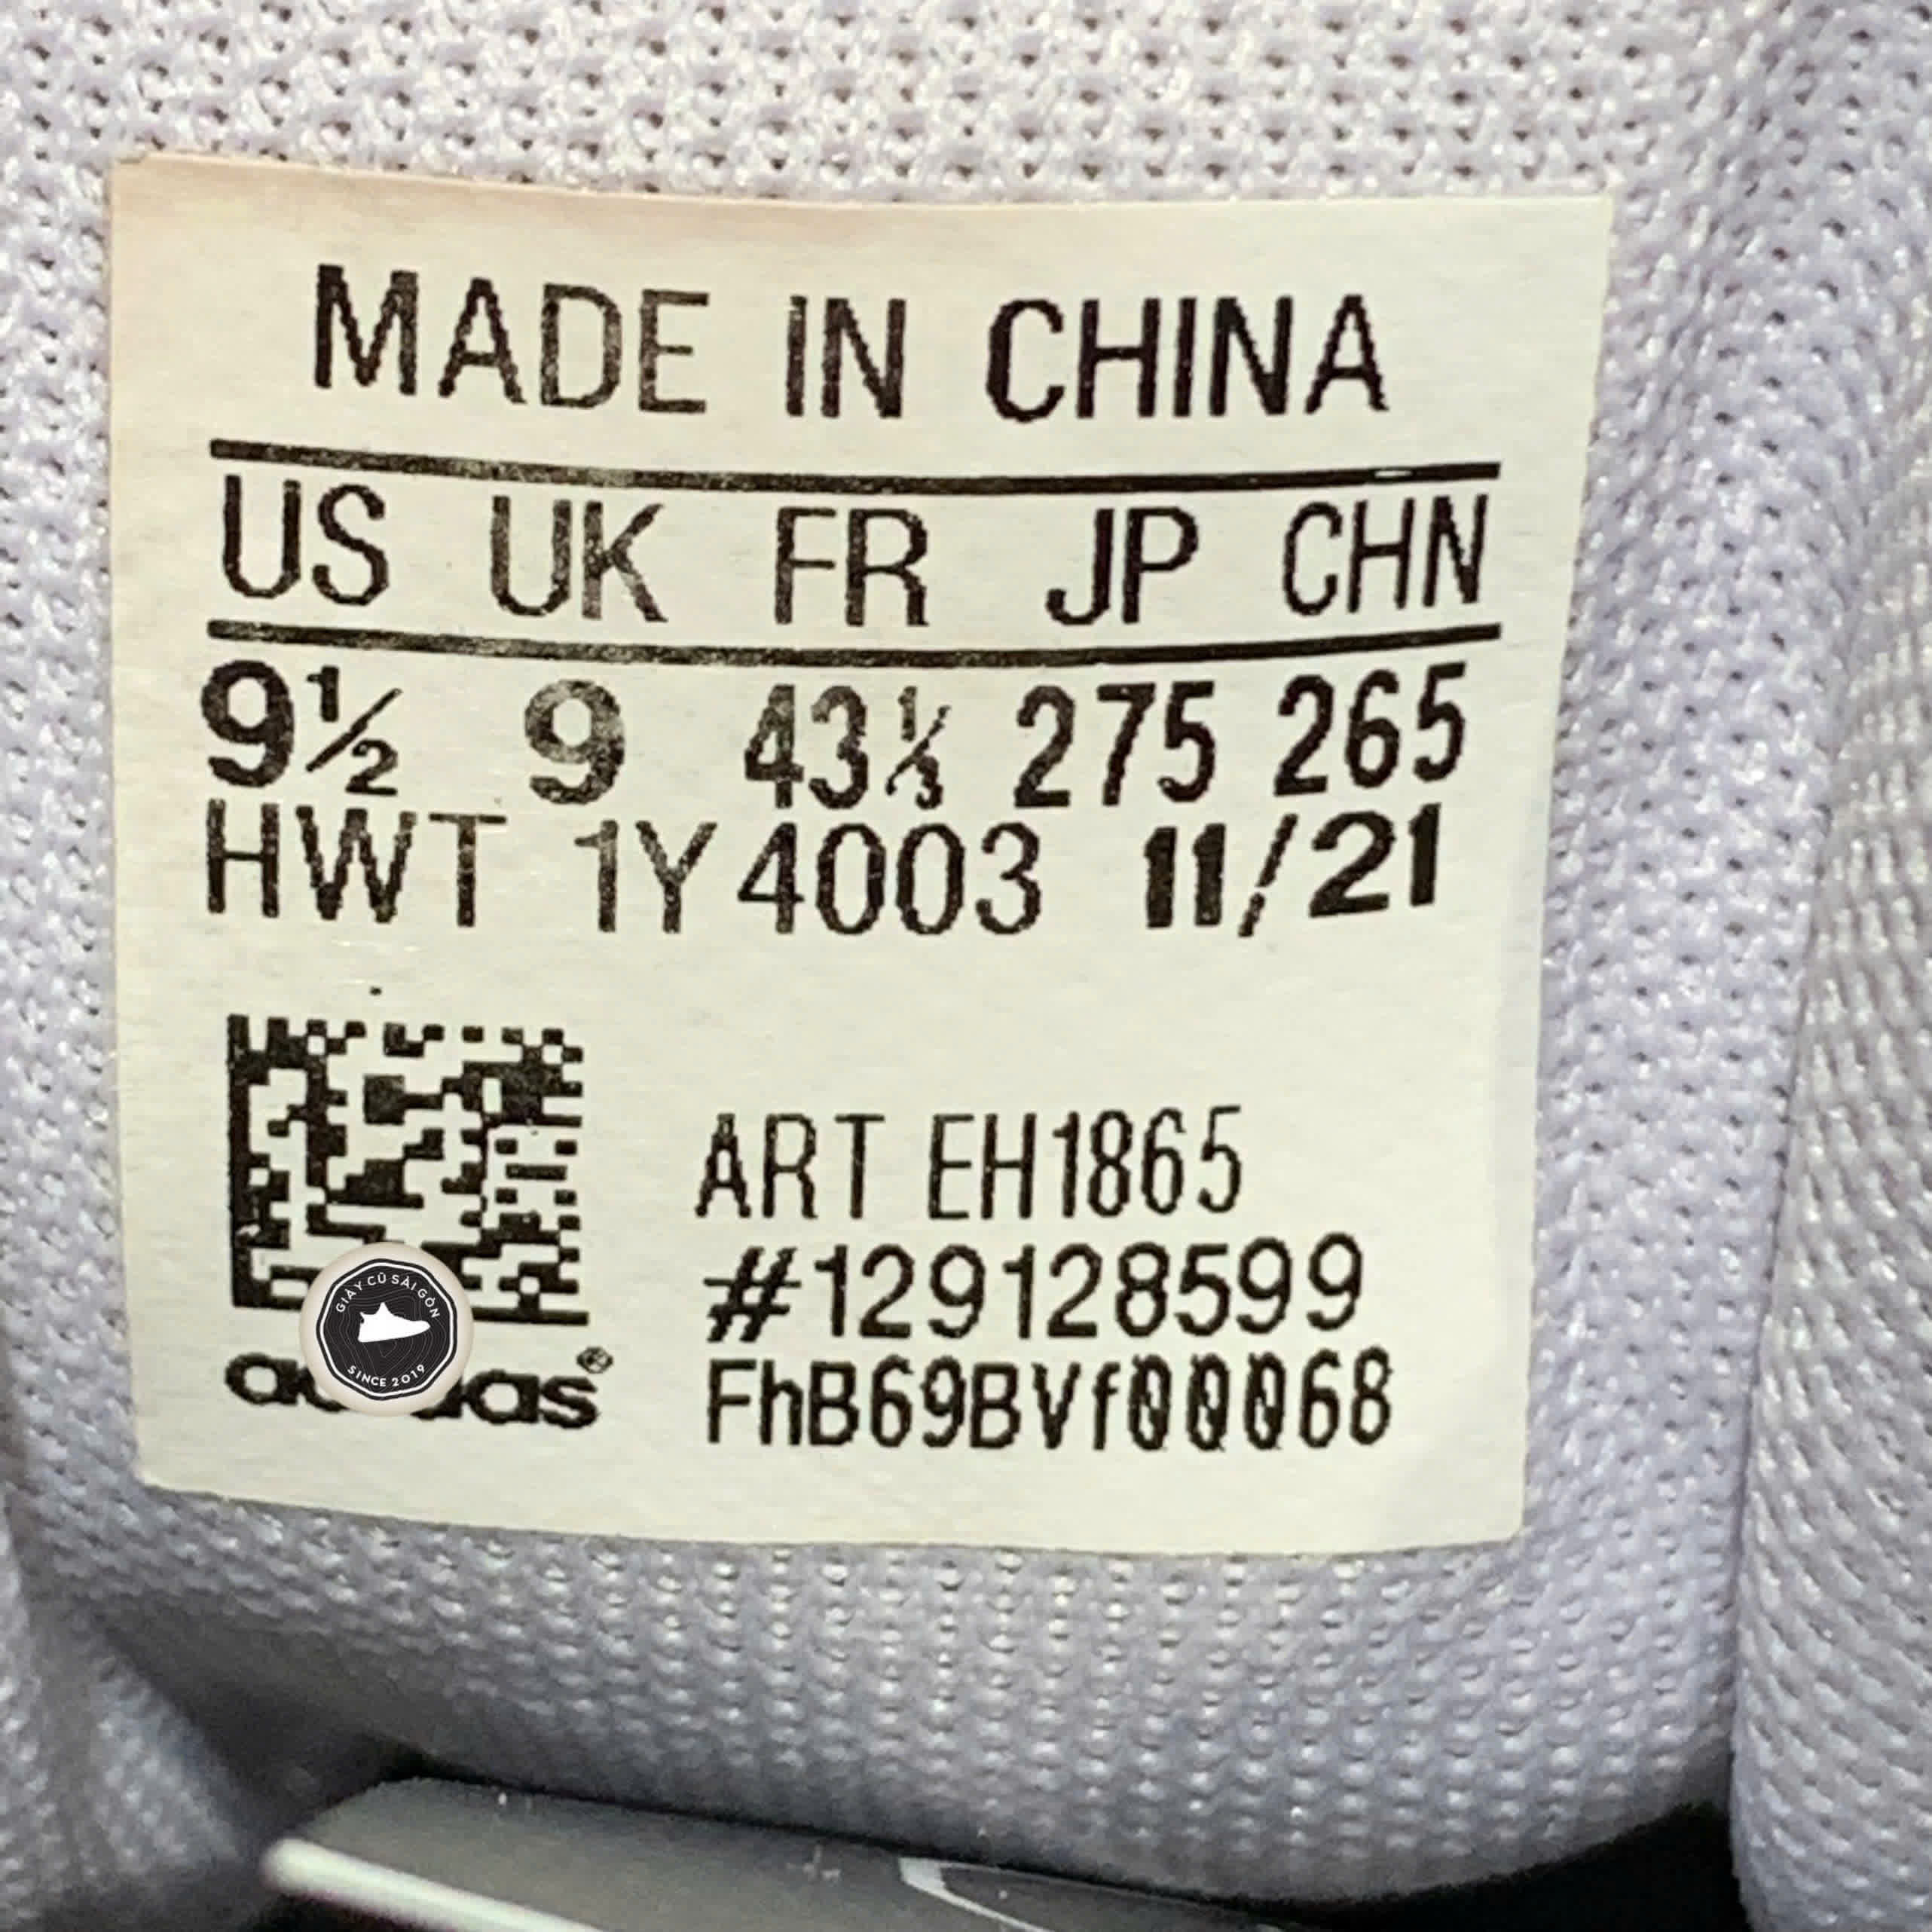 MADE IN CHINA
US UK FR JP CHN
9½ 9 43⅓ 275 265
HWT 1Y4003 11/21
ART EH1865
#129128599
FhB69BVf00068
GIÀY CŨ SÀI GÒN
SINCE 2019